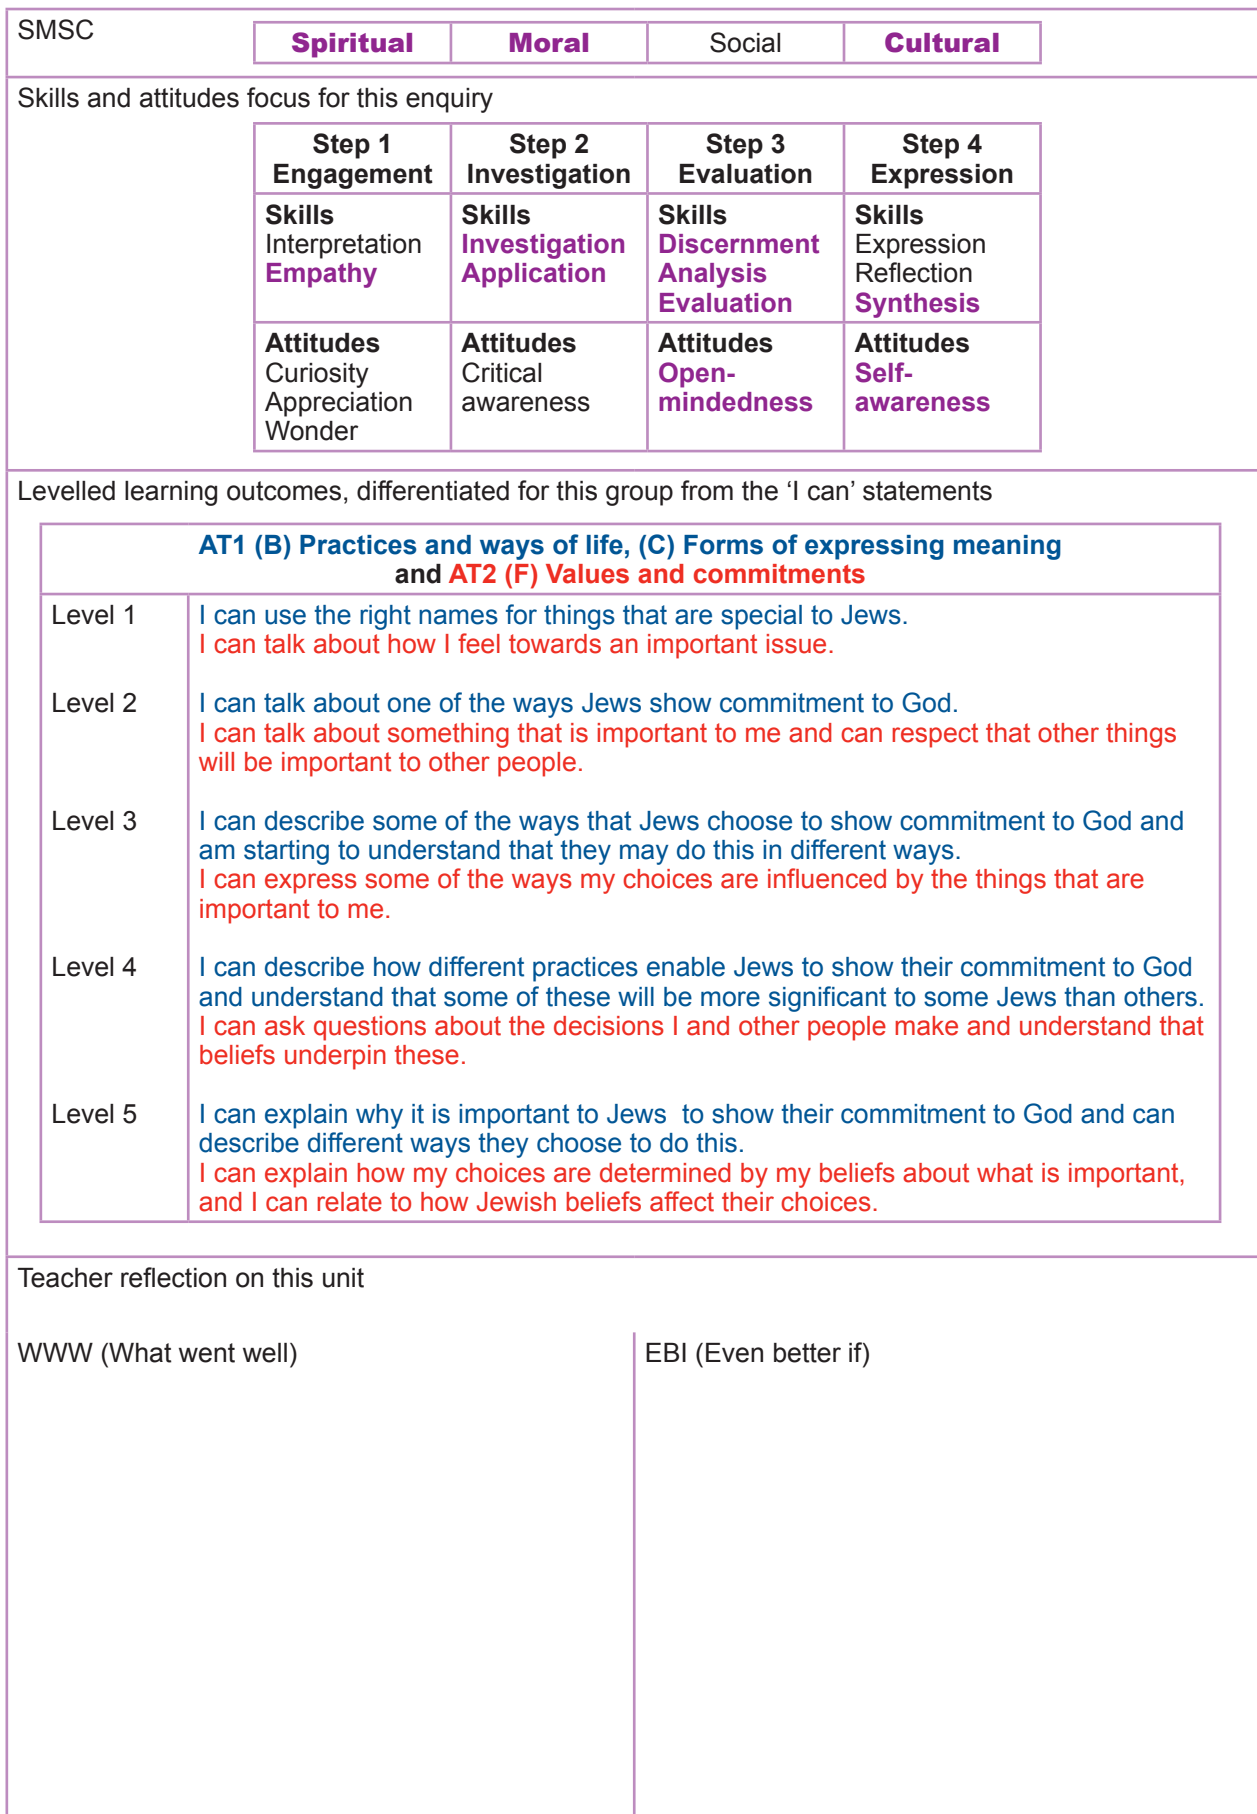 SMSC
Spiritual Moral Social Cultural
Skills and attitudes focus for this enquiry
Step 1 Step 2 Step 3 Step 4
Engagement Investigation Evaluation Expression
Skills Skills Skills Skills
Interpretation Investigation Discernment Expression
Empathy Application Analysis Reflection
Evaluation Synthesis
Attitudes Attitudes Attitudes Attitudes
Curiosity Critical Open- Self-
Appreciation awareness mindedness awareness
Wonder
Levelled learning outcomes, differentiated for this group from the ‘I can’ statements
AT1 (B) Practices and ways of life, (C) Forms of expressing meaning
and AT2 (F) Values and commitments
Level 1 I can use the right names for things that are special to Jews.
I can talk about how I feel towards an important issue.
Level 2 I can talk about one of the ways Jews show commitment to God.
I can talk about something that is important to me and can respect that other things
will be important to other people.
Level 3 I can describe some of the ways that Jews choose to show commitment to God and
am starting to understand that they may do this in different ways.
I can express some of the ways my choices are influenced by the things that are
important to me.
Level 4 I can describe how different practices enable Jews to show their commitment to God
and understand that some of these will be more significant to some Jews than others.
I can ask questions about the decisions I and other people make and understand that
beliefs underpin these.
Level 5 I can explain why it is important to Jews to show their commitment to God and can
describe different ways they choose to do this.
I can explain how my choices are determined by my beliefs about what is important,
and I can relate to how Jewish beliefs affect their choices.
Teacher reflection on this unit
WWW (What went well) EBI (Even better if)